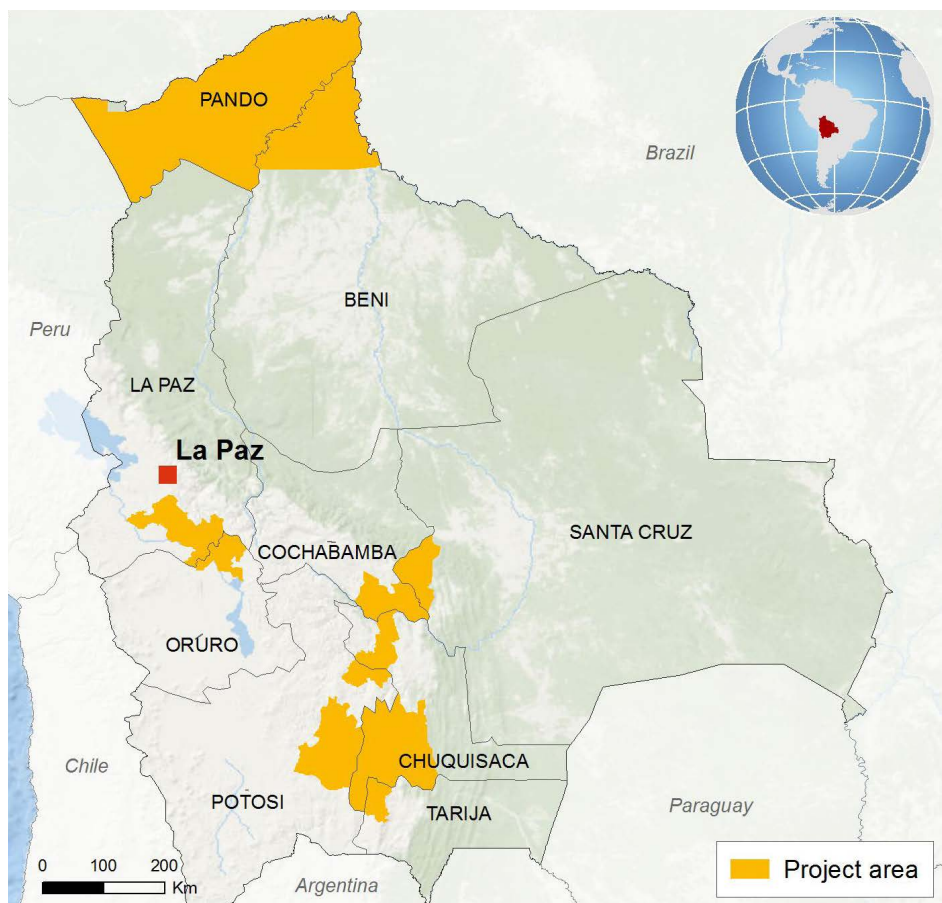 PANDO
Brazil
BENI
Peru
LA PAZ
La Paz
SANTA CRUZ
COCHABAMBA
ORURO
CHUQUISACA
Chile
POTOSI
TARIJA
Paraguay
0 100 200
Km
Argentina
Project area